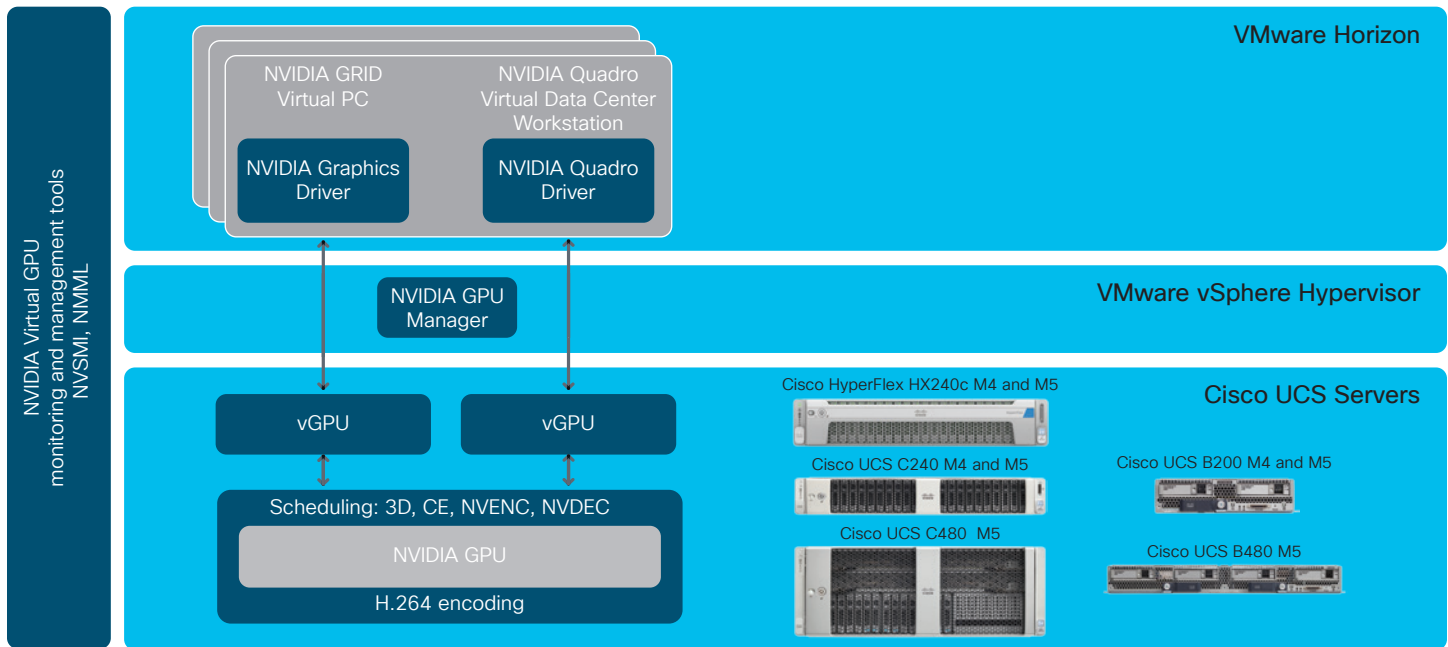 NVIDIA Virtual GPU
monitoring and management tools
NVSMI, NMML
VMware Horizon
NVIDIA GRID
Virtual PC
NVIDIA Quadro
Virtual Data Center
Workstation
NVIDIA Graphics
Driver
NVIDIA Quadro
Driver
VMware vSphere Hypervisor
NVIDIA GPU
Manager
Cisco UCS Servers
vGPU
vGPU
Scheduling: 3D, CE, NVENC, NVDEC
NVIDIA GPU
H.264 encoding
Cisco HyperFlex HX240c M4 and M5
Cisco UCS C240 M4 and M5
Cisco UCS C480 M5
Cisco UCS B200 M4 and M5
Cisco UCS B480 M5